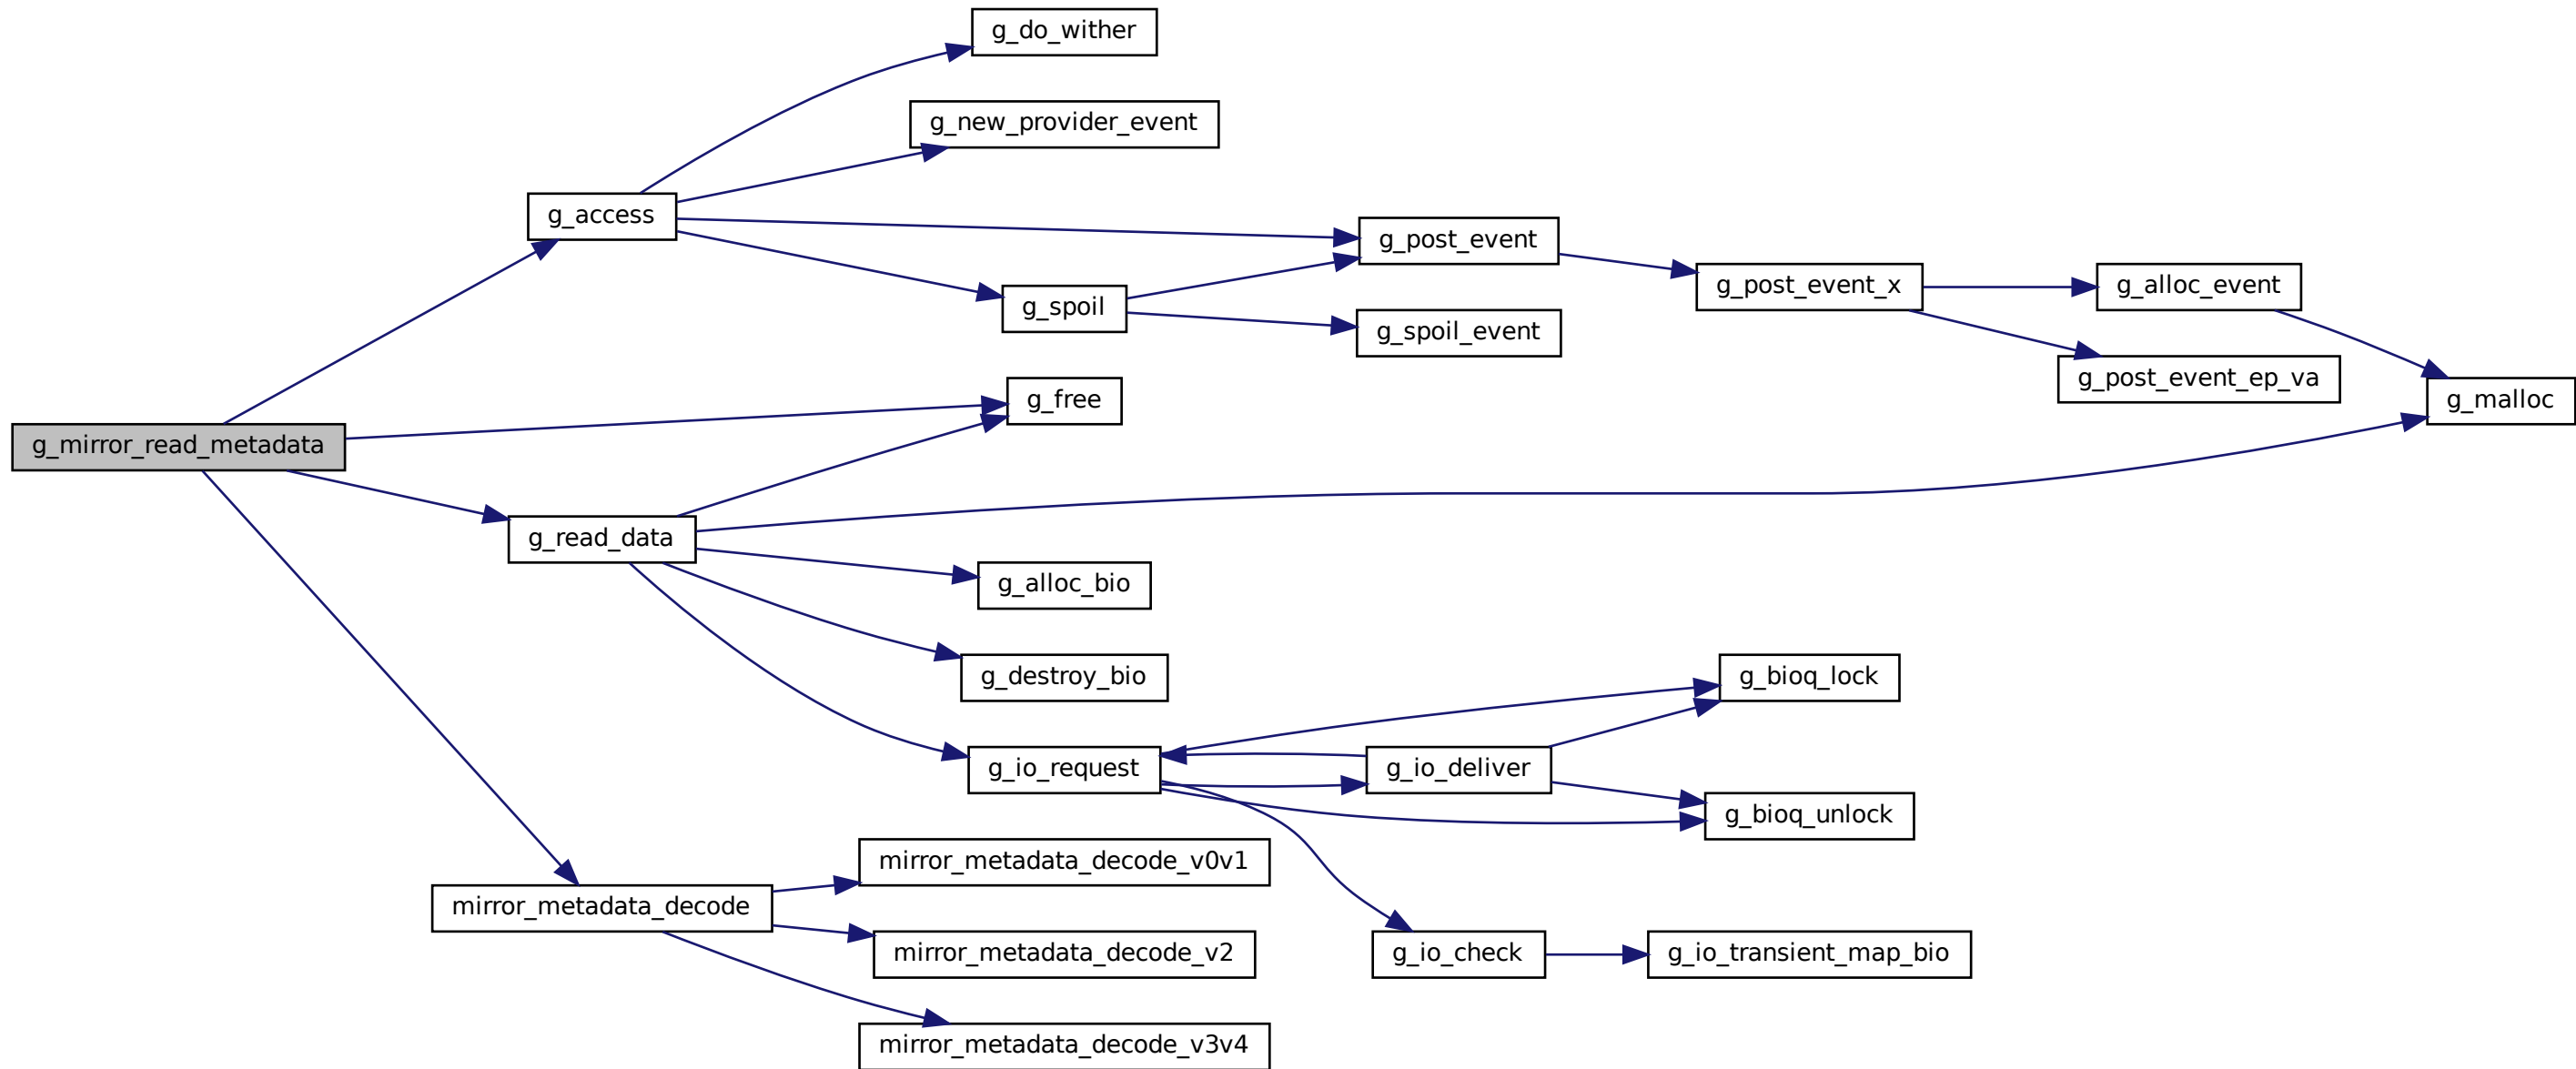 g_do_wither
g_new_provider_event
g_access
g_post_event
g_post_event_x
g_alloc_event
g_spoil
g_spoil_event
g_post_event_ep_va
g_free
g_malloc
g_mirror_read_metadata
g_read_data
g_alloc_bio
g_destroy_bio
g_bioq_lock
g_io_request
g_io_deliver
g_bioq_unlock
mirror_metadata_decode_v0v1
mirror_metadata_decode
mirror_metadata_decode_v2
g_io_check
g_io_transient_map_bio
mirror_metadata_decode_v3v4